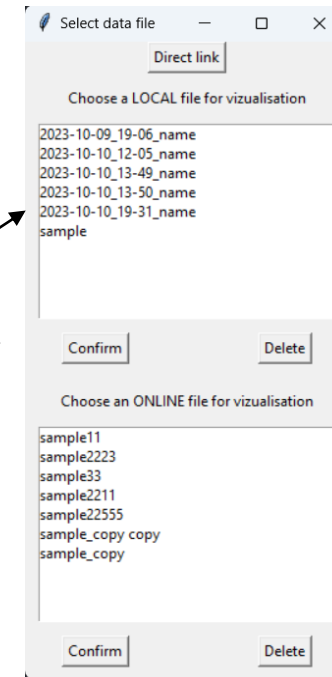 Select data file
Direct link
Choose a LOCAL file for vizualisation
2023-10-09_19-06_name
2023-10-10_12-05_name
2023-10-10_13-49_name
2023-10-10_13-50_name
2023-10-10_19-31_name
sample
Confirm Delete
Choose an ONLINE file for vizualisation
sample11
sample2223
sample33
sample2211
sample22555
sample_copy copy
sample_copy
Confirm Delete